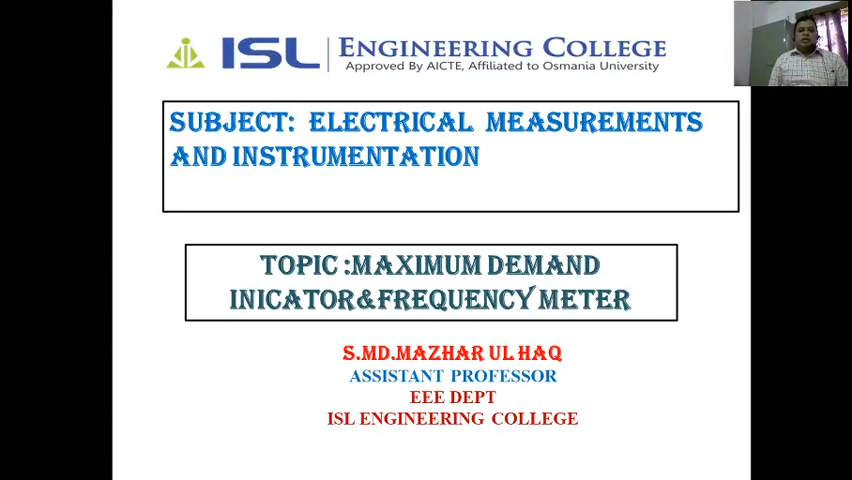 ISL ENGINEERING COLLEGE
Approved By AICTE, Affiliated to Osmania University
SUBJECT: ELECTRICAL MEASUREMENTS
AND INSTRUMENTATION
TOPIC :MAXIMUM DEMAND
INICATOR&FREQUENCY METER
S.MD.MAZHAR UL HAQ
ASSISTANT PROFESSOR
EEE DEPT
ISL ENGINEERING COLLEGE